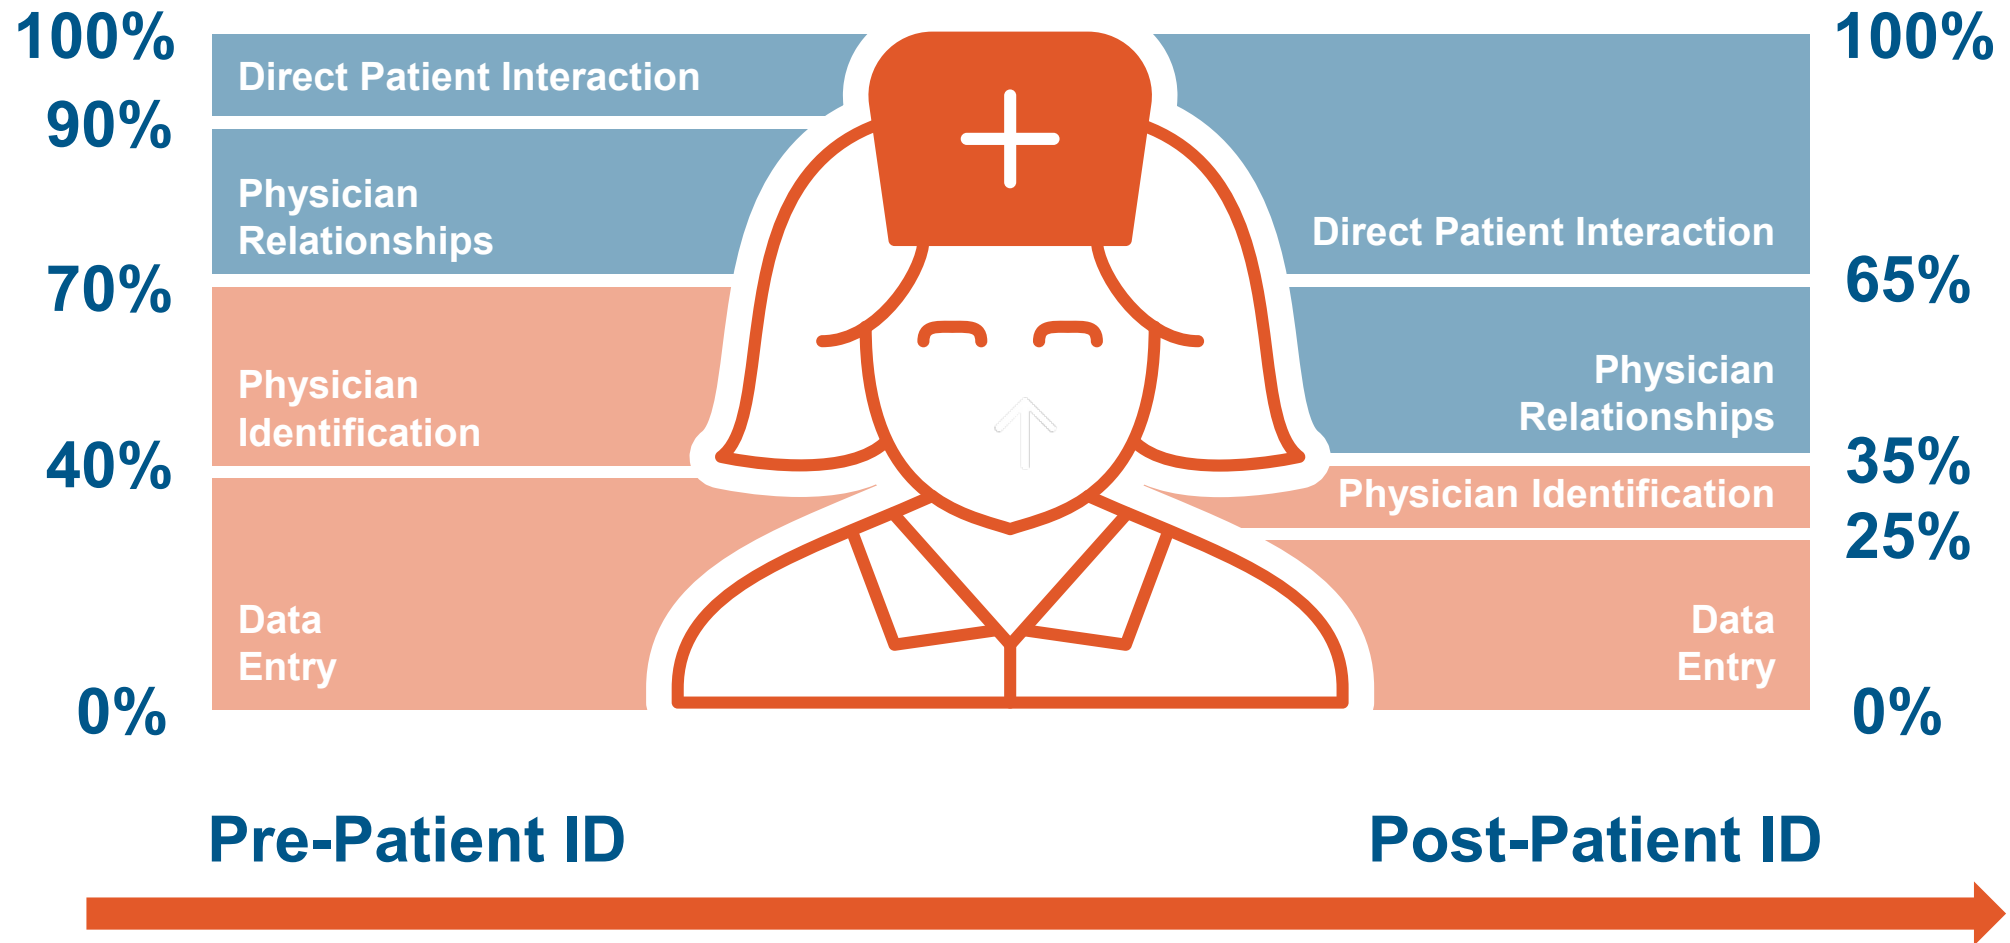 100%
Direct Patient Interaction
90%
Physician
Relationships
70%
Physician
Identification
40%
Data
Entry
0%
100%
Direct Patient Interaction
65%
Physician
Relationships
35%
Physician Identification
25%
Data
Entry
0%
Pre-Patient ID
Post-Patient ID